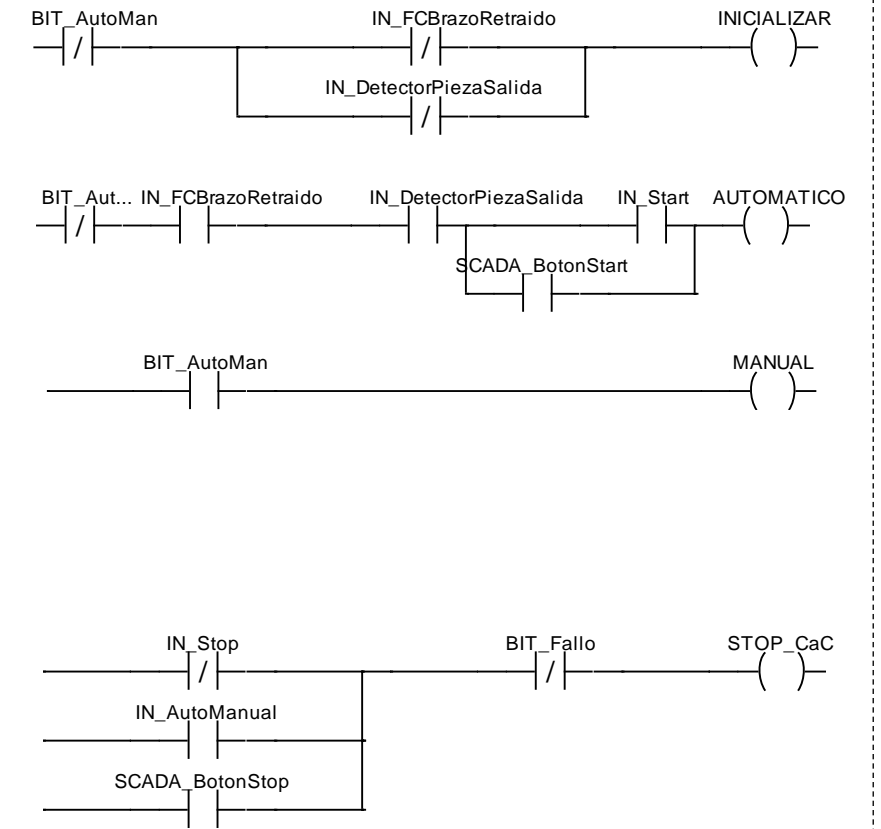 BIT_AutoMan IN_FCBrazoRetraido INICIALIZAR
IN_DetectorPiezaSalida
BIT_Aut... IN_FCBrazoRetraido IN_DetectorPiezaSalida IN_Start AUTOMATICO
SCADA_BotonStart
BIT_AutoMan MANUAL
IN_Stop BIT_Fallo STOP_CaC
IN_AutoManual
SCADA_BotonStop